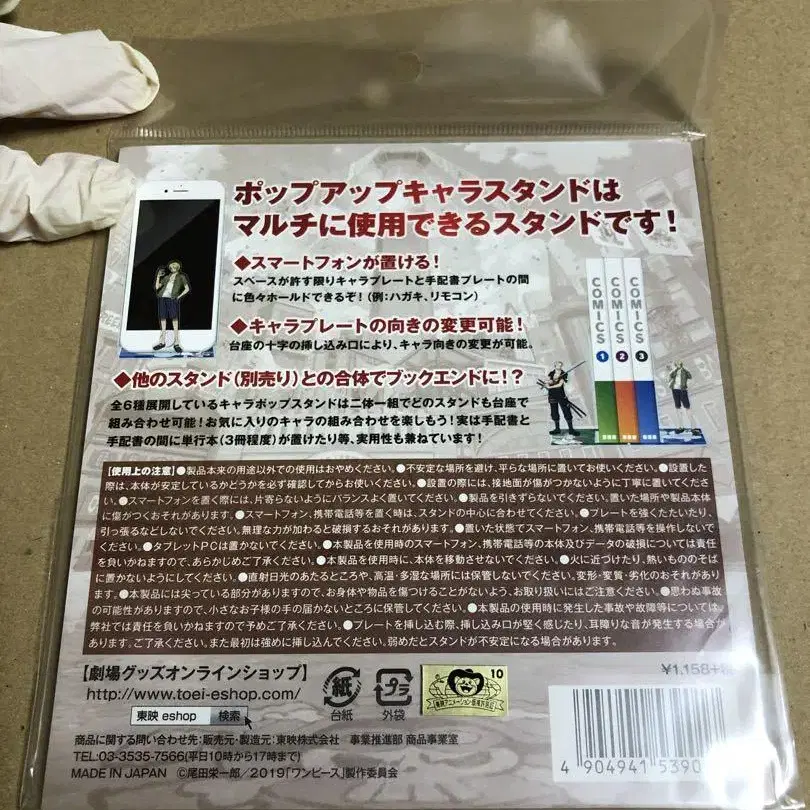 ポップアップキャラスタンドは
マルチに使用できるスタンドです！
◆スマートフォンが置ける！
スペースが許す限りキャラプレートと手配書プレートの間
に色々ホールドできるぞ！（例：ハガキ、リモコン）
◆キャラプレートの向きの変更可能！
台座の十字の挿し込み口により、キャラ向きの変更が可能。
◆他のスタンド（別売り）との合体でブックエンドに！？
全6種展開しているキャラポップスタンドは二体一組でどのスタンドも台座で
組み合わせ可能！お気に入りのキャラの組み合わせを楽しもう！実は手配書と
手配書の間に単行本（3冊程度）が置けたり等、実用性も兼ねています！
COMICS 1
COMICS 2
COMICS 3
【使用上の注意】●製品本来の用途以外での使用はおやめください。●不安定な場所を避け、平らな場所に置いてお使いください。●設置した
際は、本体が安定しているかどうかを必ず確認してからお使いください。●設置の際には、接地面が傷がつかないように丁寧に置いてくださ
い。●スマートフォンを置く際には、片寄らないようにバランスよく置いてください。●製品を引きずらないでください。置いた場所や製品本体
に傷がつくおそれがあります。●スマートフォン、携帯電話等を置く時は、スタンドの中心に合わせてください。●プレートを強くたたいたり、
引っ張るなどしないでください。無理な力が加わると破損するおそれがあります。●置いた状態でスマートフォン、携帯電話等を操作しないで
ください。●タブレットPCは置かないでください。●本製品を使用時のスマートフォン、携帯電話等の本体及びデータの破損については責任
を負いかねますので、あらかじめご了承ください。●本製品を使用時に、本体を移動させないでください。●火に近づけたり、熱いもののそば
に置かないようにしてください。●直射日光のあたるところや、高温・多湿な場所には保管しないでください。変形・変質・劣化のおそれがあり
ます。●本製品には尖っている部分がありますので、お身体や物品を傷つけることがないよう、お取り扱いにはご注意ください。●思わぬ事故
の可能性がありますので、小さなお子様の手の届かないところに保管してください。●本製品の使用時に発生した事故や故障等については、
弊社では責任を負いかねますので予めご了承ください。●プレートを挿し込む際、挿し込み口が堅く感じたり、耳障りな音が発生する場合が
あります。ご了承ください。また最初は強めに挿し込んでください。弱めだとスタンドが不安定になる場合があります。
【劇場グッズオンラインショップ】
http://www.toei-eshop.com/
東映 eshop 検索
紙
台紙
プラ
外袋
10
¥1,158+
商品に関する問い合わせ先：販売元・製造元：東映株式会社 事業推進部 商品事業室
TEL:03-3535-7566(平日10時から17時まで)
MADE IN JAPAN ©尾田栄一郎／2019「ワンピース」製作委員会
4 904941 5390